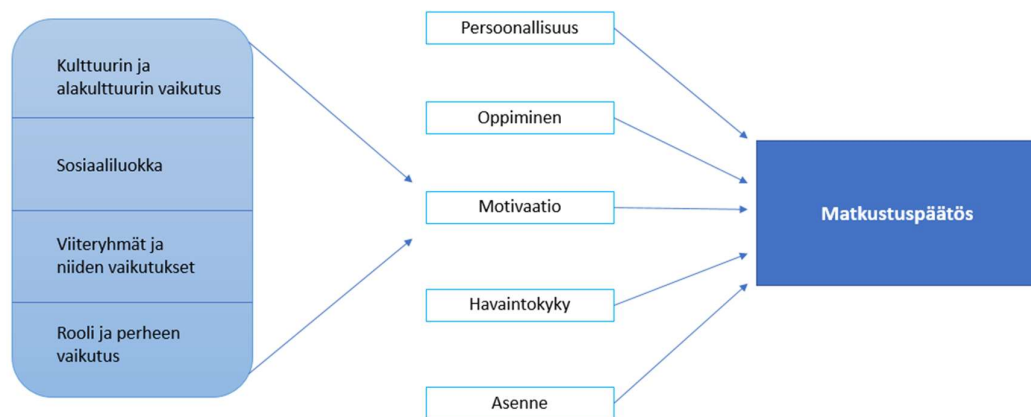 Kulttuurin ja
alakulttuurin vaikutus
Sosiaaliluokka
Viiteryhmät ja
niiden vaikutukset
Rooli ja perheen
vaikutus
Persoonallisuus
Oppiminen
Motivaatio
Havaintokyky
Asenne
Matkustuspäätös